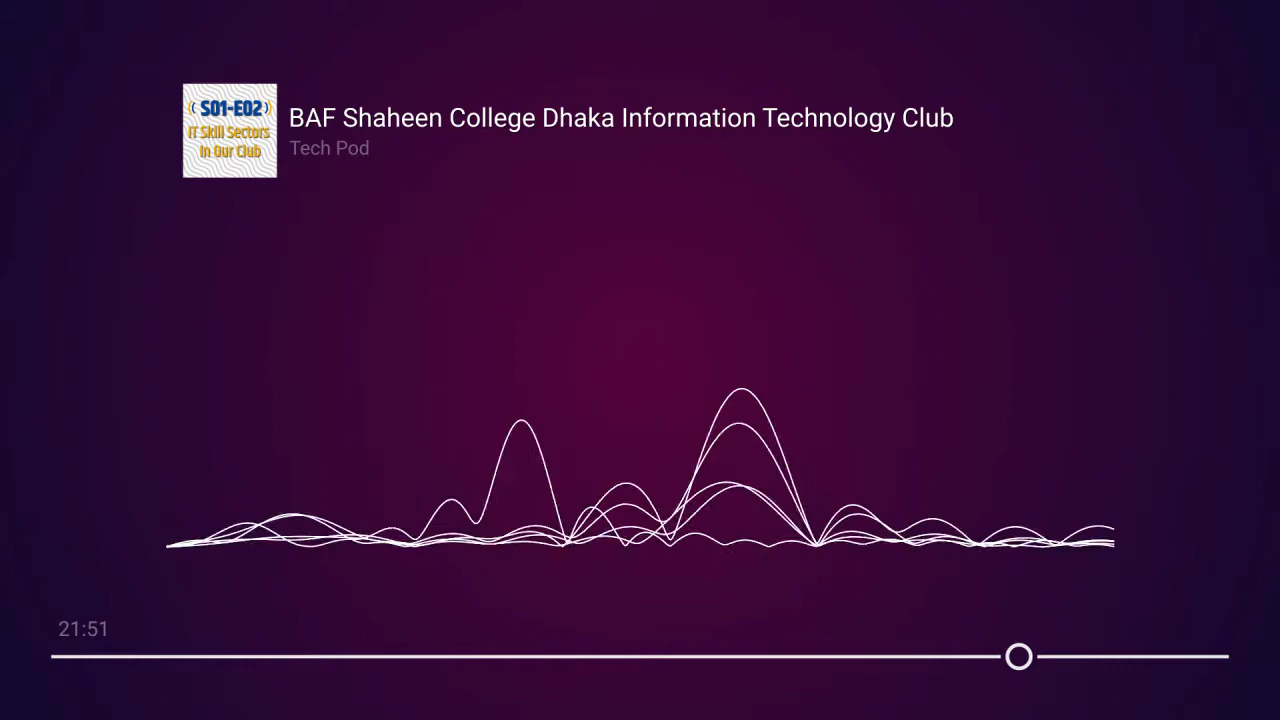 S01-E02
IT Skill Sectors
In Our Club
BAF Shaheen College Dhaka Information Technology Club
Tech Pod
21:51